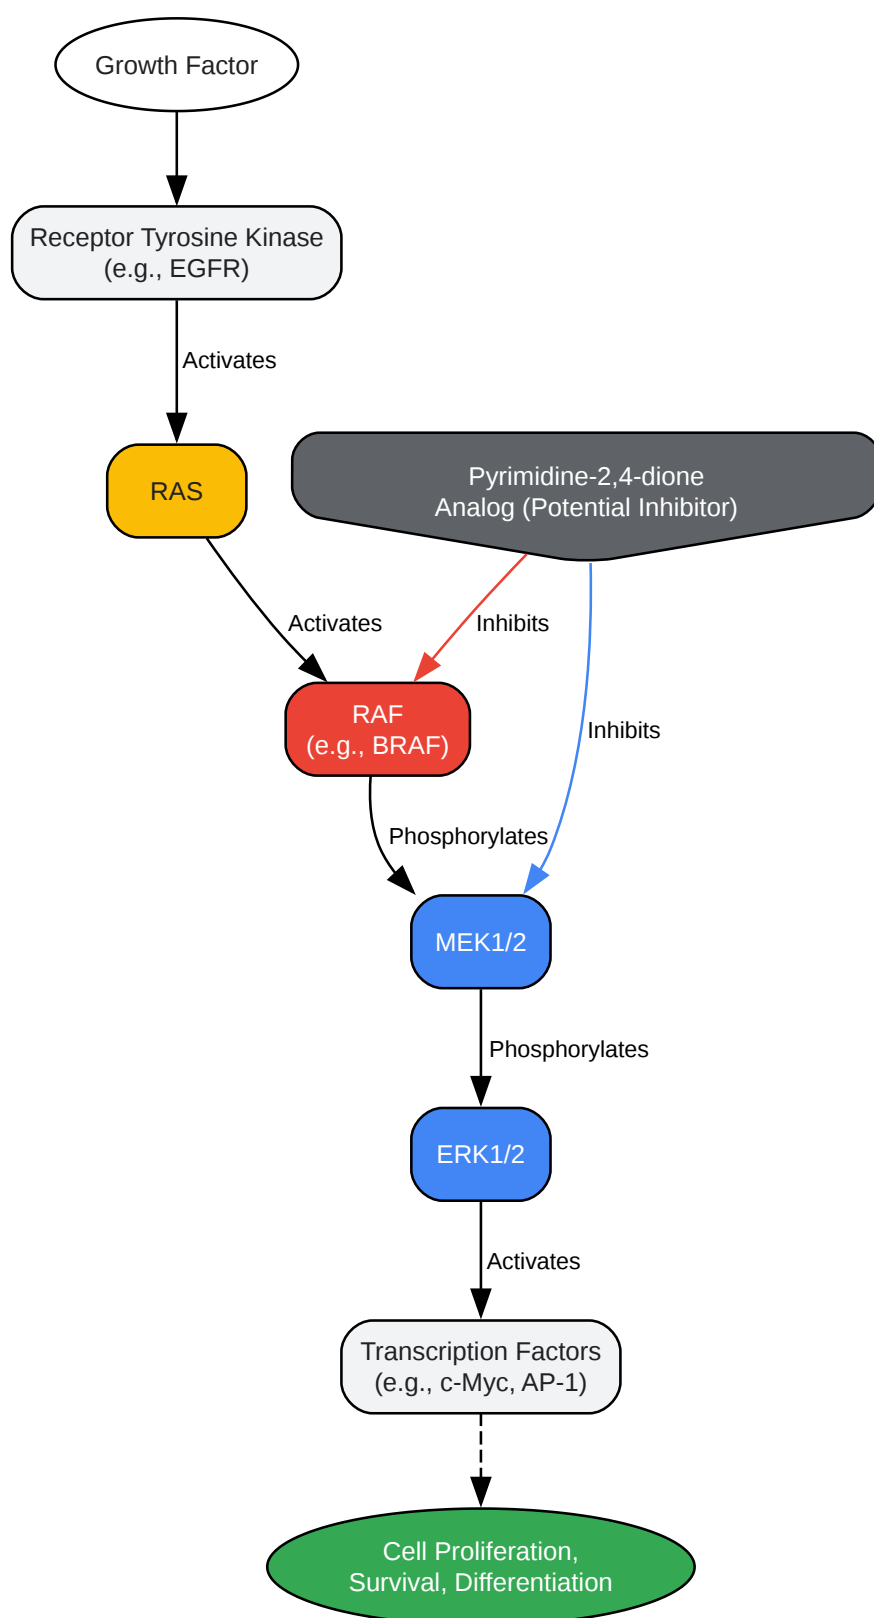 Growth Factor
Receptor Tyrosine Kinase
(e.g., EGFR)
Activates
RAS
Pyrimidine-2,4-dione
Analog (Potential Inhibitor)
Activates
Inhibits
RAF
(e.g., BRAF)
Inhibits
Phosphorylates
MEK1/2
Phosphorylates
ERK1/2
Activates
Transcription Factors
(e.g., c-Myc, AP-1)
Cell Proliferation,
Survival, Differentiation